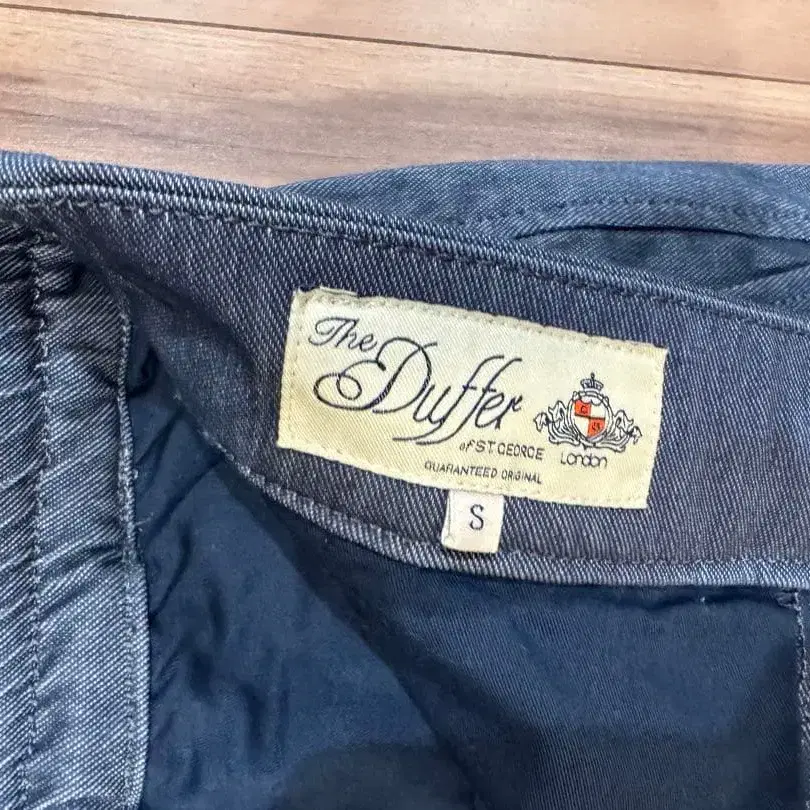 The
Duffer
of ST.GEORGE
GUARANTEED ORIGINAL
London
S